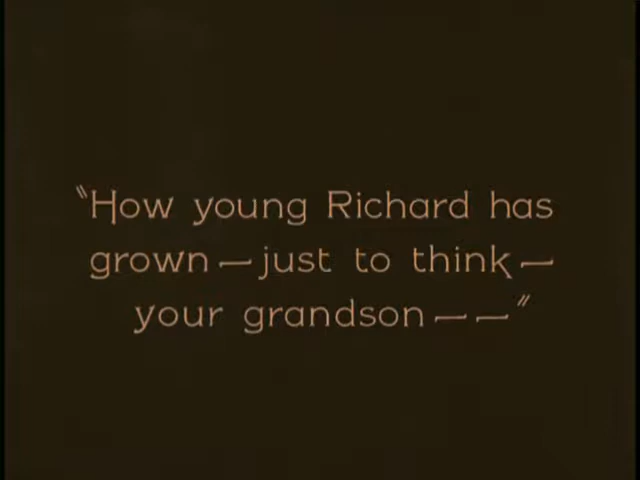 "How young Richard has
grown — just to think —
your grandson — —"